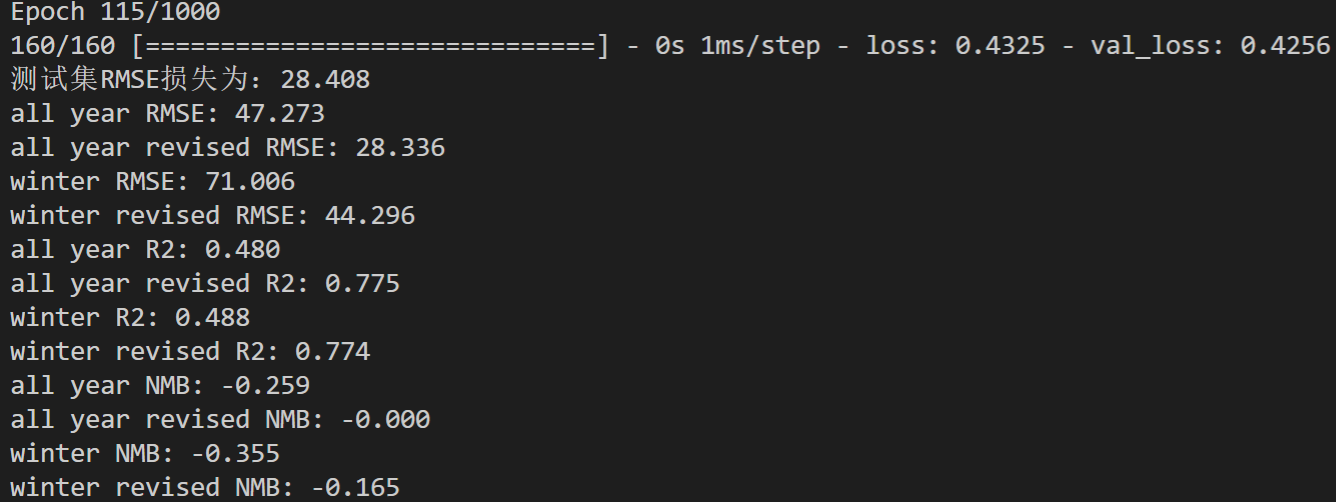 Epoch 115/1000
160/160 [==============================] - 0s 1ms/step - loss: 0.4325 - val_loss: 0.4256
测试集RMSE损失为：28.408
all year RMSE: 47.273
all year revised RMSE: 28.336
winter RMSE: 71.006
winter revised RMSE: 44.296
all year R2: 0.480
all year revised R2: 0.775
winter R2: 0.488
winter revised R2: 0.774
all year NMB: -0.259
all year revised NMB: -0.000
winter NMB: -0.355
winter revised NMB: -0.165